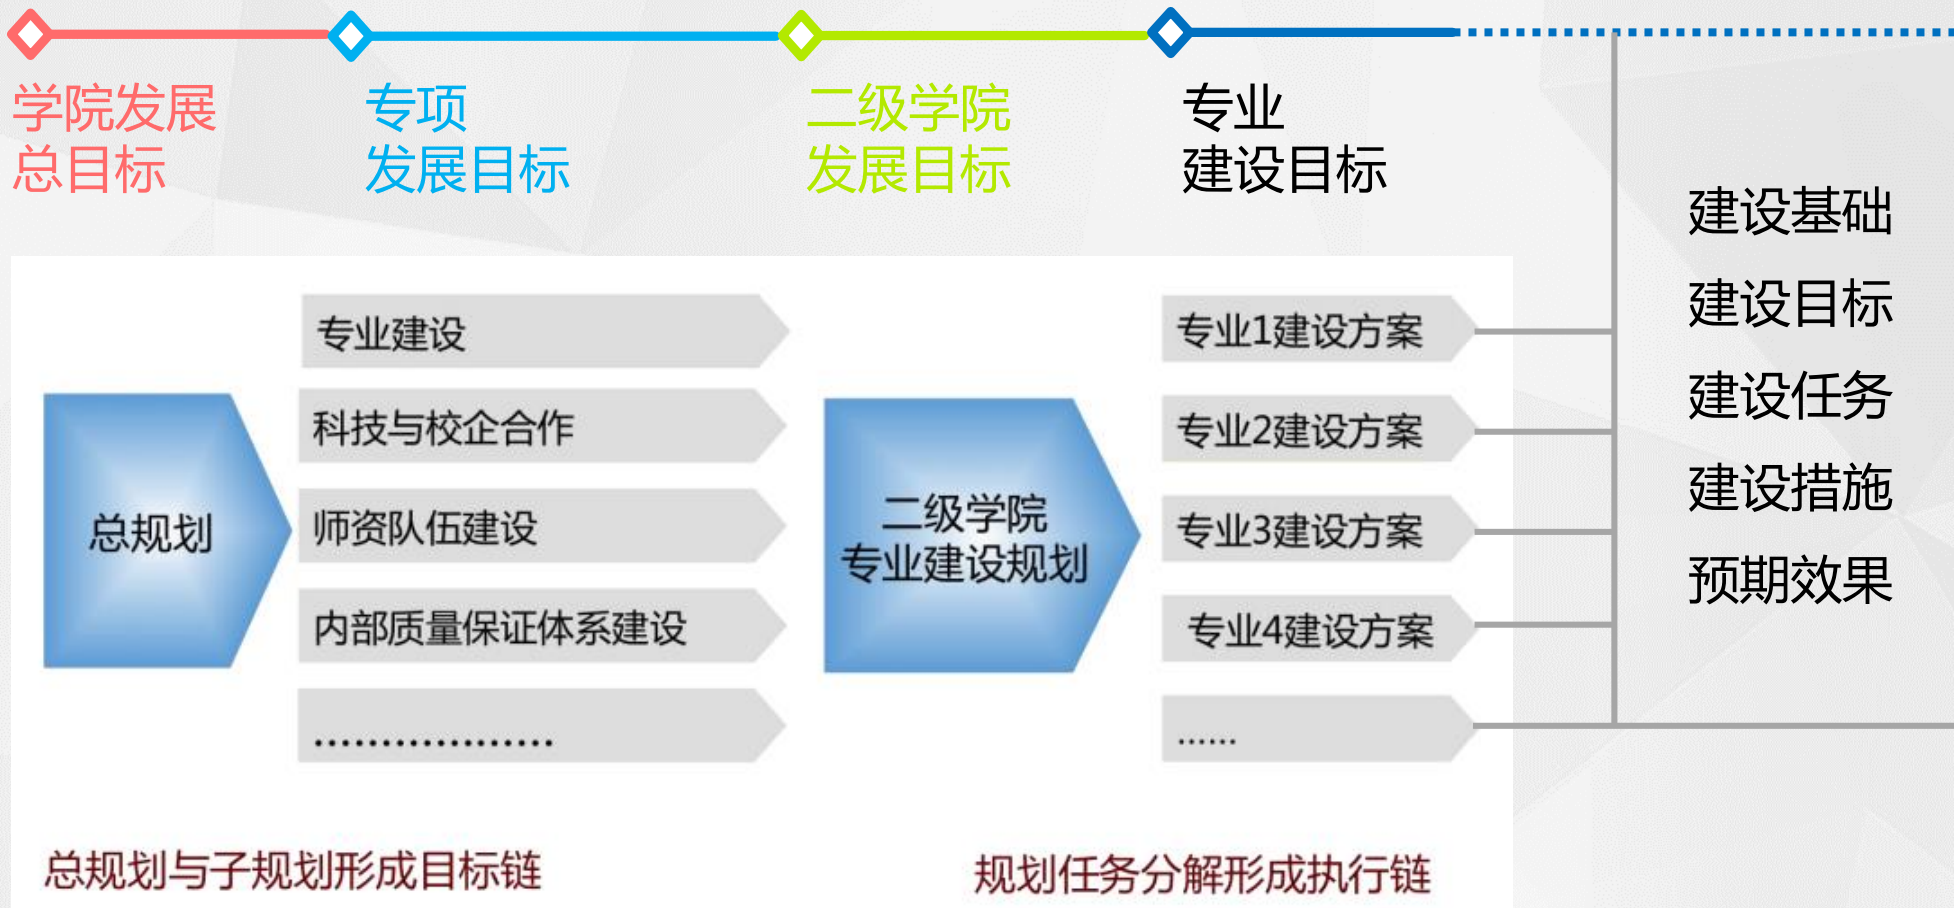 学院发展
总目标
专项
发展目标
二级学院
发展目标
专业
建设目标
总规划
专业建设
科技与校企合作
师资队伍建设
内部质量保证体系建设
..................
二级学院
专业建设规划
专业1建设方案
专业2建设方案
专业3建设方案
专业4建设方案
......
建设基础
建设目标
建设任务
建设措施
预期效果
总规划与子规划形成目标链
规划任务分解形成执行链